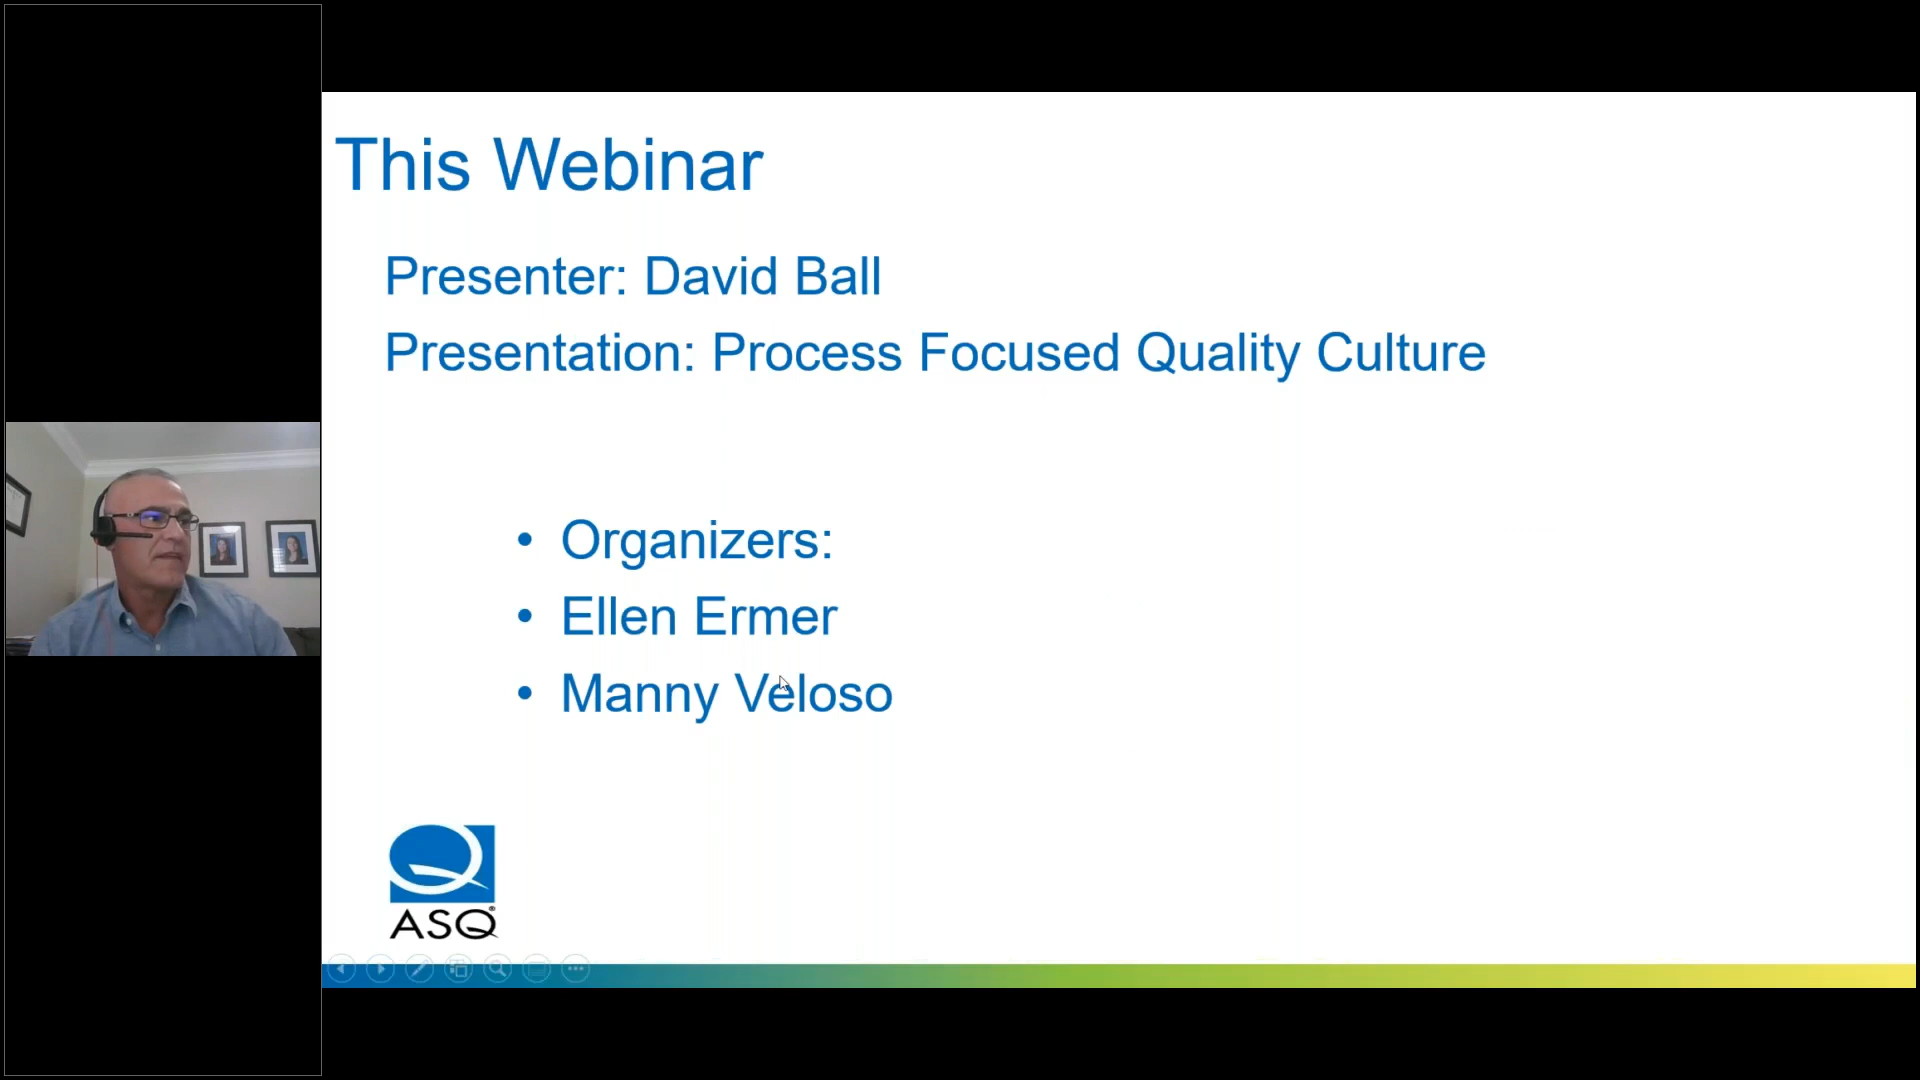 This Webinar
Presenter: David Ball
Presentation: Process Focused Quality Culture
• Organizers:
• Ellen Ermer
• Manny Veloso
ASQ®